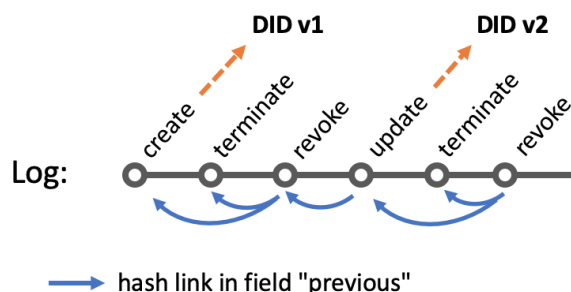 DID v1
DID v2
create
terminate
revoke
update
terminate
revoke
Log:
hash link in field "previous"